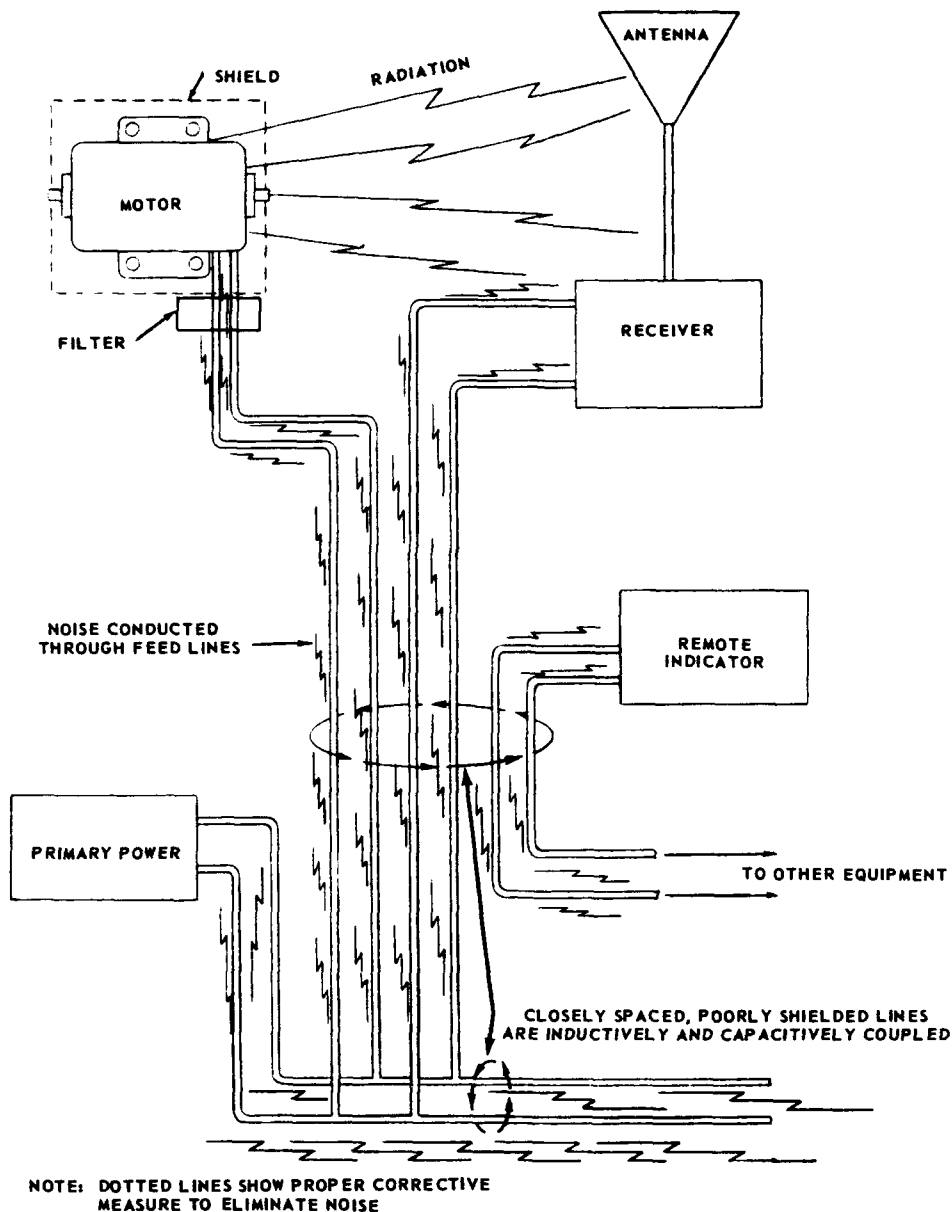 ANTENNA
SHIELD
RADIATION
MOTOR
FILTER
RECEIVER
NOISE CONDUCTED
THROUGH FEED LINES
REMOTE
INDICATOR
PRIMARY POWER
TO OTHER EQUIPMENT
CLOSELY SPACED, POORLY SHIELDED LINES
ARE INDUCTIVELY AND CAPACITIVELY COUPLED
NOTE: DOTTED LINES SHOW PROPER CORRECTIVE
MEASURE TO ELIMINATE NOISE